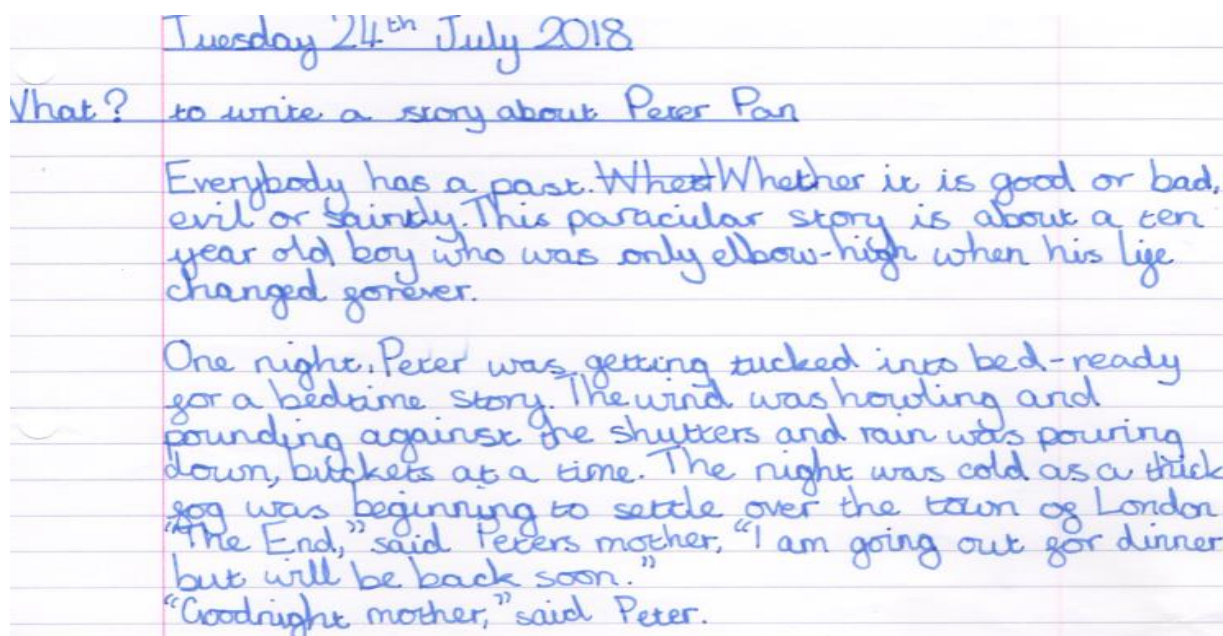 Tuesday 24th July 2018
What? to write a story about Peter Pan
Everybody has a past. Whether it is good or bad,
evil or saintly. This paracular story is about a ten
year old boy who was only elbow-high when his life
changed forever.
One night, Peter was getting tucked into bed-ready
for a bedtime story. The wind was howling and
pounding against the shutters and rain was pouring
down, buckets at a time. The night was cold as a thick
fog was beginning to settle over the town of London
"The End," said Peters mother, "I am going out for dinner
but will be back soon."
"Goodnight mother," said Peter.